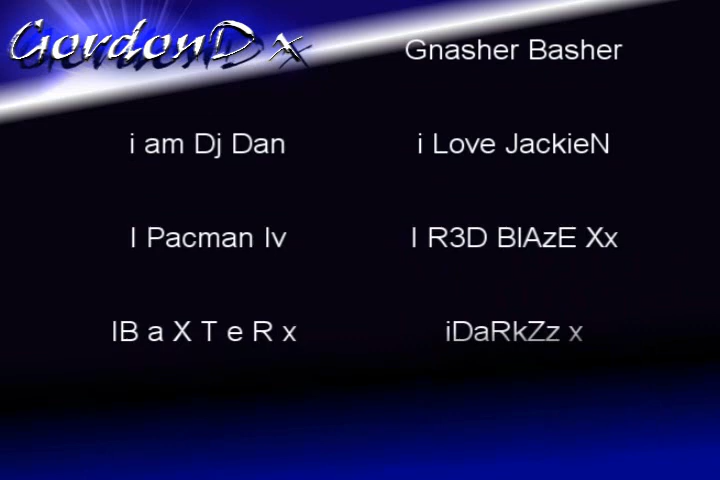 GordonD x
Gnasher Basher
i am Dj Dan
i Love JackieN
I Pacman Iv
I R3D BlAzE Xx
IB a X T e R x
iDaRkZz x